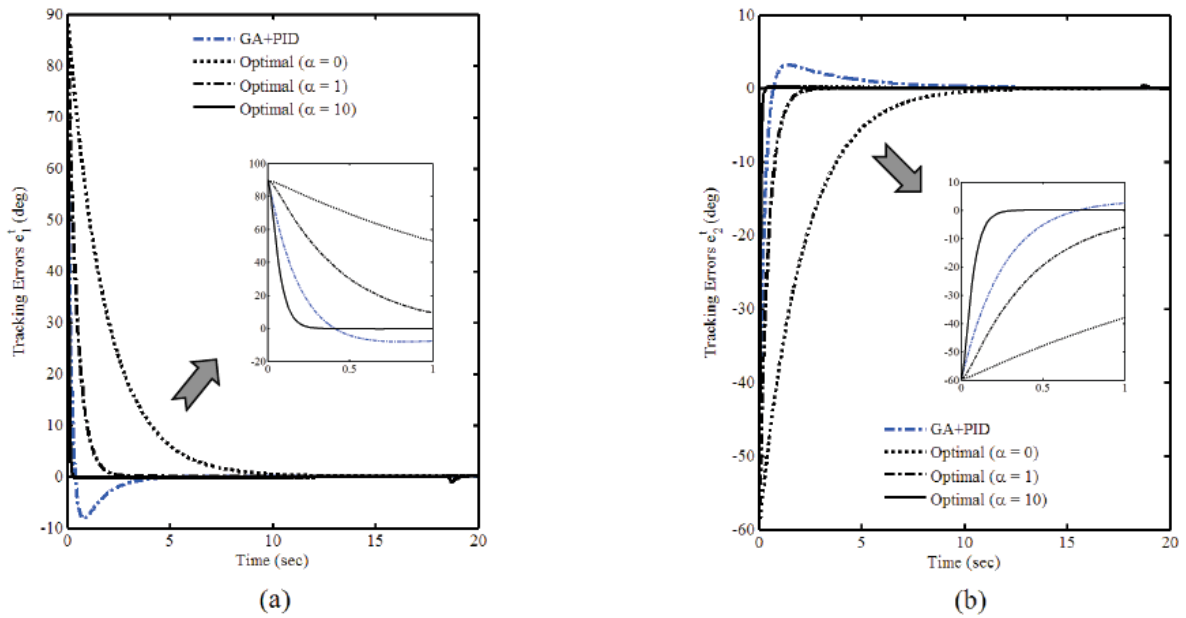 90
80
70
60
50
40
30
20
10
0
-10
Tracking Errors e₁ᵗ (deg)
GA+PID
Optimal (α = 0)
Optimal (α = 1)
Optimal (α = 10)
100
80
60
40
20
0
-20
0 0.5 1
0 5 10 15 20
Time (sec)
(a)
10
0
-10
-20
-30
-40
-50
-60
Tracking Errors e₂ᵗ (deg)
10
0
-10
-20
-30
-40
-50
-60
0 0.5 1
GA+PID
Optimal (α = 0)
Optimal (α = 1)
Optimal (α = 10)
0 5 10 15 20
Time (sec)
(b)